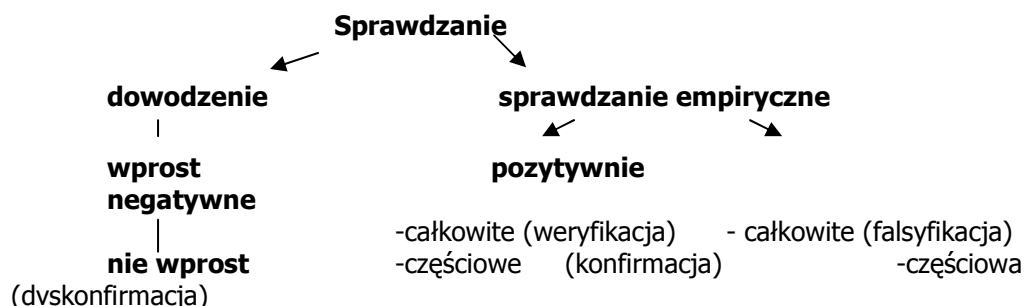 Sprawdzanie
dowodzenie sprawdzanie empiryczne
wprost pozytywnie
negatywne
-całkowite (weryfikacja) - całkowite (falsyfikacja)
nie wprost -częściowe (konfirmacja) -częściowa
(dyskonfirmacja)